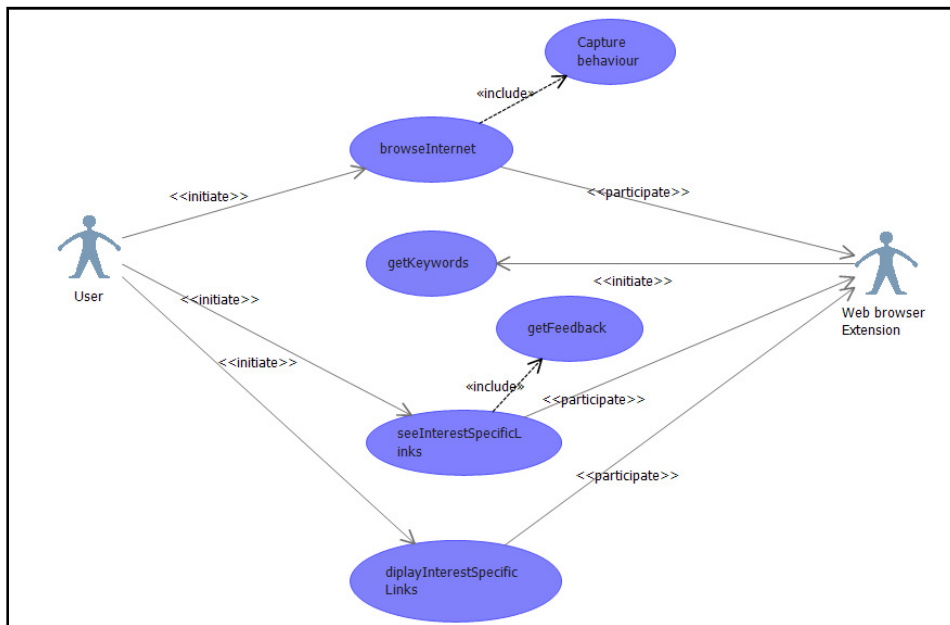 Capture
behaviour
«include»
browseInternet
<<initiate>>
<<participate>>
getKeywords
<<initiate>>
User
<<initiate>>
Web browser
Extension
getFeedback
<<initiate>>
«include»
<<participate>>
seeInterestSpecificL
inks
<<participate>>
diplayInterestSpecific
Links